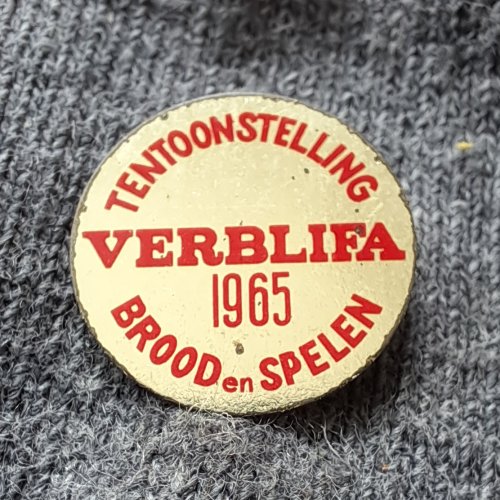 TENTOONSTELLING
VERBLIFA
1965
BROOD en SPELEN